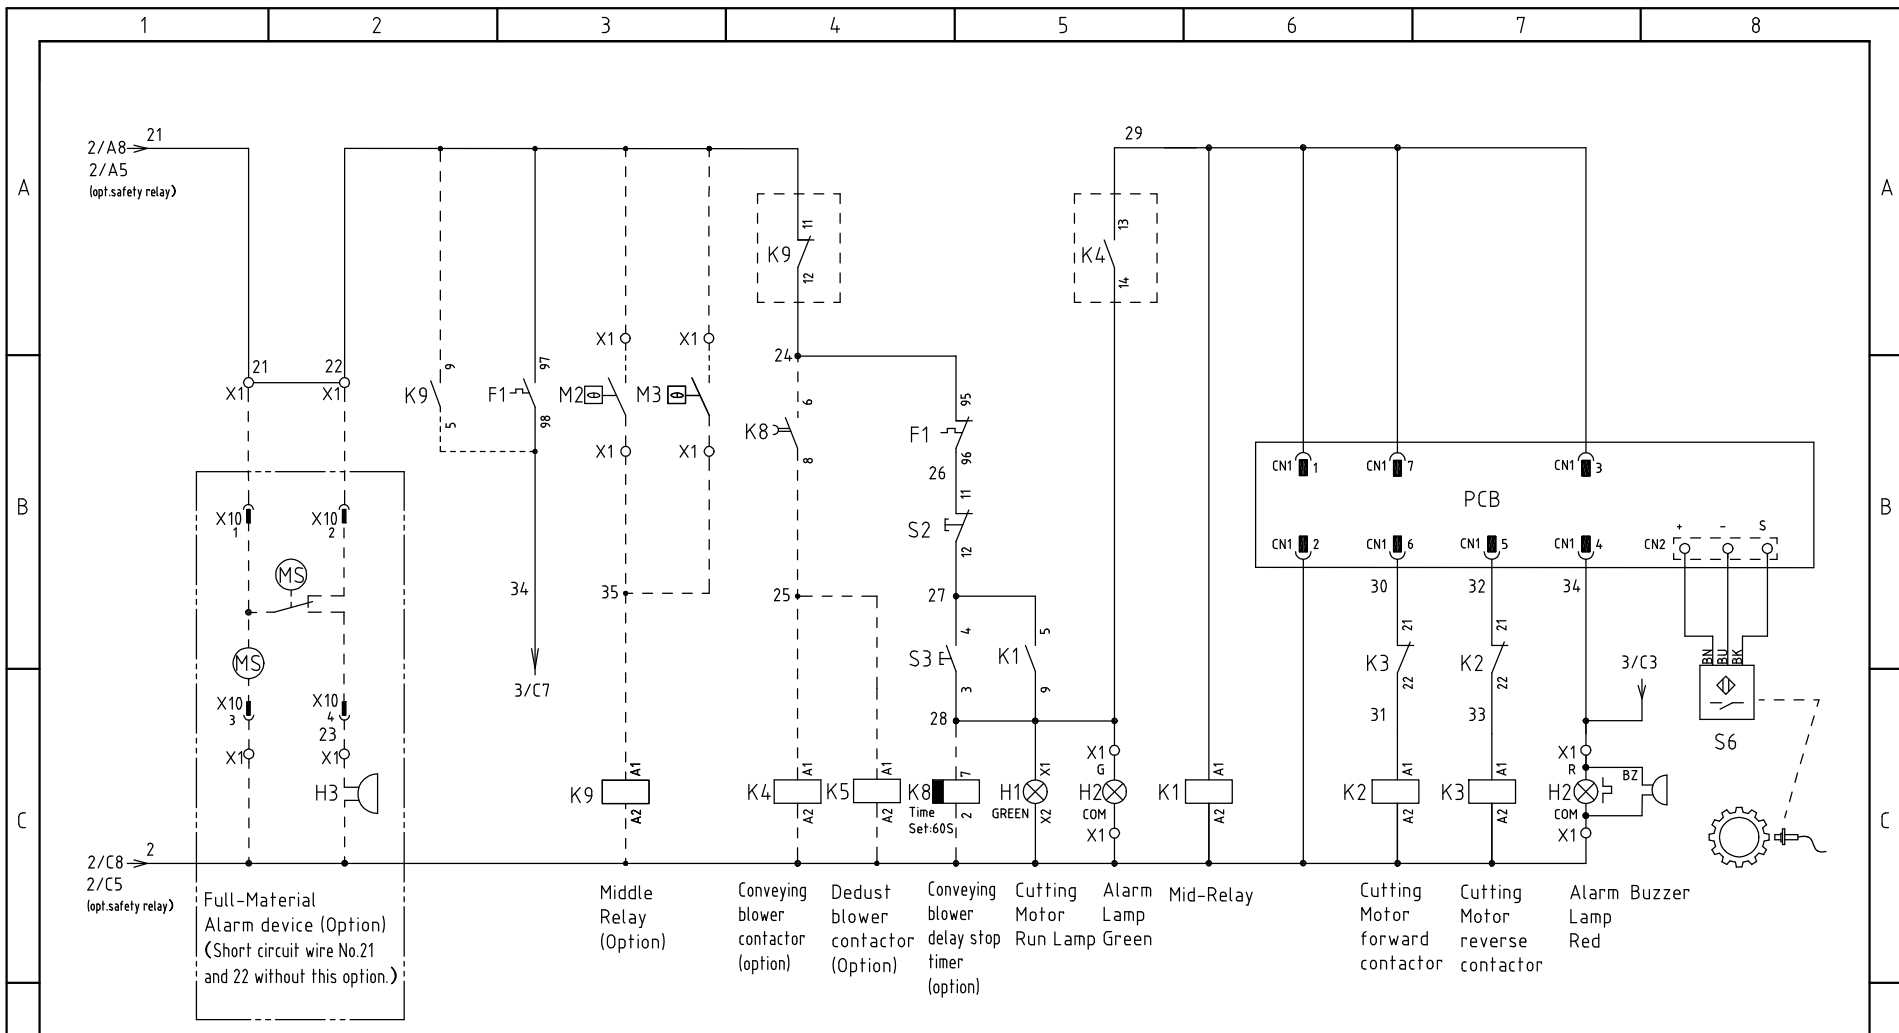 1 2 3 4 5 6 7 8
A A
B B
C C
2/A8 21
2/A5
(opt.safety relay)
29
K9 11 12
K4 13 14
X1 21
X1 22
K9 9 5
F1 97 98
X1 X1
M2 θ
M3 θ
X1 X1
24
K8 6 8
F1 95 96
26
S2 11 12
CN1 1
CN1 7
CN1 3
PCB
CN1 2
CN1 6
CN1 5
CN1 4
CN2 + - S
X10 1
X10 2
MS
MS
X10 3
X10 4
23
X1 X1
H3
34
3/C7
35
25
27
S3 4 3
K1 5 9
28
30 32 34
K3 21 22
K2 21 22
31 33
3/C3
BN BU BK
S6
K9 A1 A2
K4 A1 A2
K5 A1 A2
K8 7 2
Time
Set:60S
H1 X1 X2
GREEN
X1
G
H2
COM
X1
K1 A1 A2
K2 A1 A2
K3 A1 A2
X1
R
H2 BZ
COM
X1
2/C8 2
2/C5
(opt.safety relay)
Full-Material
Alarm device (Option)
(Short circuit wire No.21
and 22 without this option.)
Middle
Relay
(Option)
Conveying
blower
contactor
(option)
Dedust
blower
contactor
(Option)
Conveying
blower
delay stop
timer
(option)
Cutting
Motor
Run Lamp
Alarm
Lamp
Green
Mid-Relay
Cutting
Motor
forward
contactor
Cutting
Motor
reverse
contactor
Alarm Buzzer
Lamp
Red